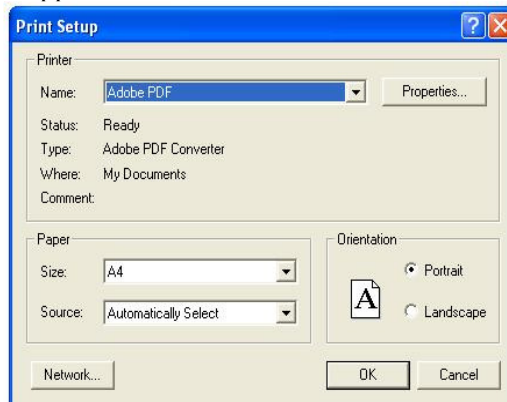 Print Setup
Printer
Name: Adobe PDF Properties...
Status: Ready
Type: Adobe PDF Converter
Where: My Documents
Comment:
Paper
Size: A4
Source: Automatically Select
Orientation
A
Portrait
Landscape
Network... OK Cancel